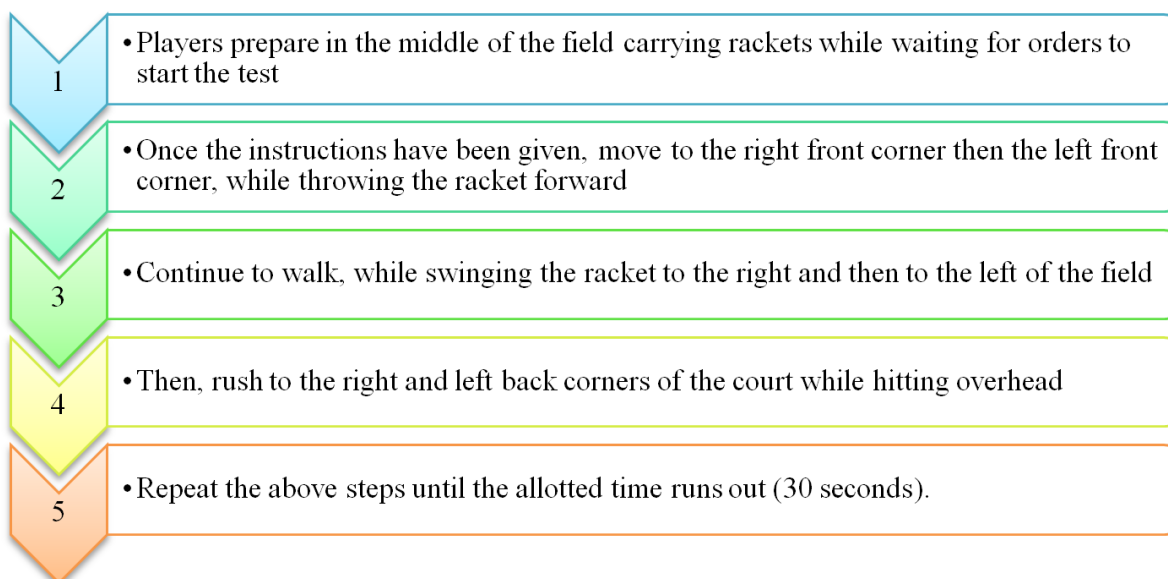 1
• Players prepare in the middle of the field carrying rackets while waiting for orders to
start the test
2
• Once the instructions have been given, move to the right front corner then the left front
corner, while throwing the racket forward
3
• Continue to walk, while swinging the racket to the right and then to the left of the field
4
• Then, rush to the right and left back corners of the court while hitting overhead
5
• Repeat the above steps until the allotted time runs out (30 seconds).